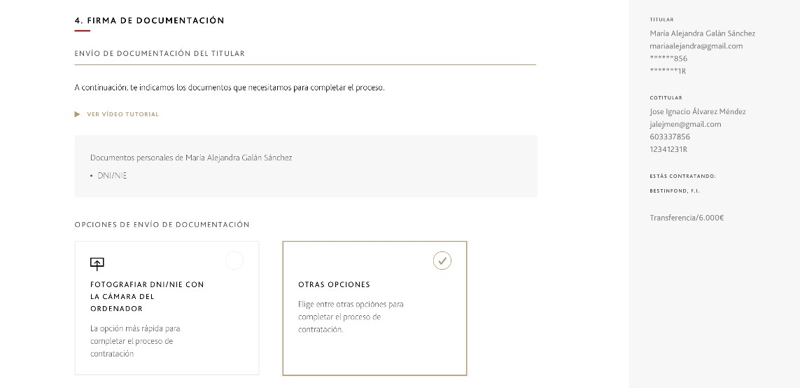 4. FIRMA DE DOCUMENTACIÓN
ENVÍO DE DOCUMENTACIÓN DEL TITULAR
A continuación, te indicamos los documentos que necesitamos para completar el proceso.
VER VÍDEO TUTORIAL
Documentos personales de María Alejandra Galán Sánchez
• DNI/NIE
OPCIONES DE ENVÍO DE DOCUMENTACIÓN
FOTOGRAFIAR DNI/NIE CON
LA CÁMARA DEL
ORDENADOR
La opción más rápida para
completar el proceso de
contratación
OTRAS OPCIONES
Elige entre otras opciónes para
completar el proceso de
contratación.
TITULAR
María Alejandra Galán Sánchez
mariaalejandra@gmail.com
******856
*******1R
COTITULAR
Jose Ignacio Álvarez Méndez
jalejmen@gmail.com
603337856
12341231R
ESTÁS CONTRATANDO:
BESTINFOND, F.I.
Transferencia/6.000€